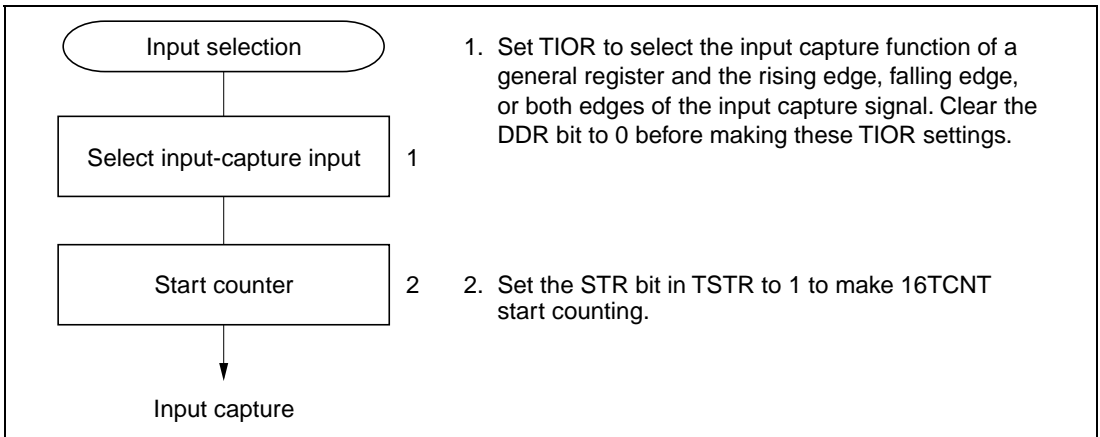 Input selection
1. Set TIOR to select the input capture function of a
general register and the rising edge, falling edge,
or both edges of the input capture signal. Clear the
DDR bit to 0 before making these TIOR settings.
Select input-capture input 1
Start counter 2
2. Set the STR bit in TSTR to 1 to make 16TCNT
start counting.
Input capture